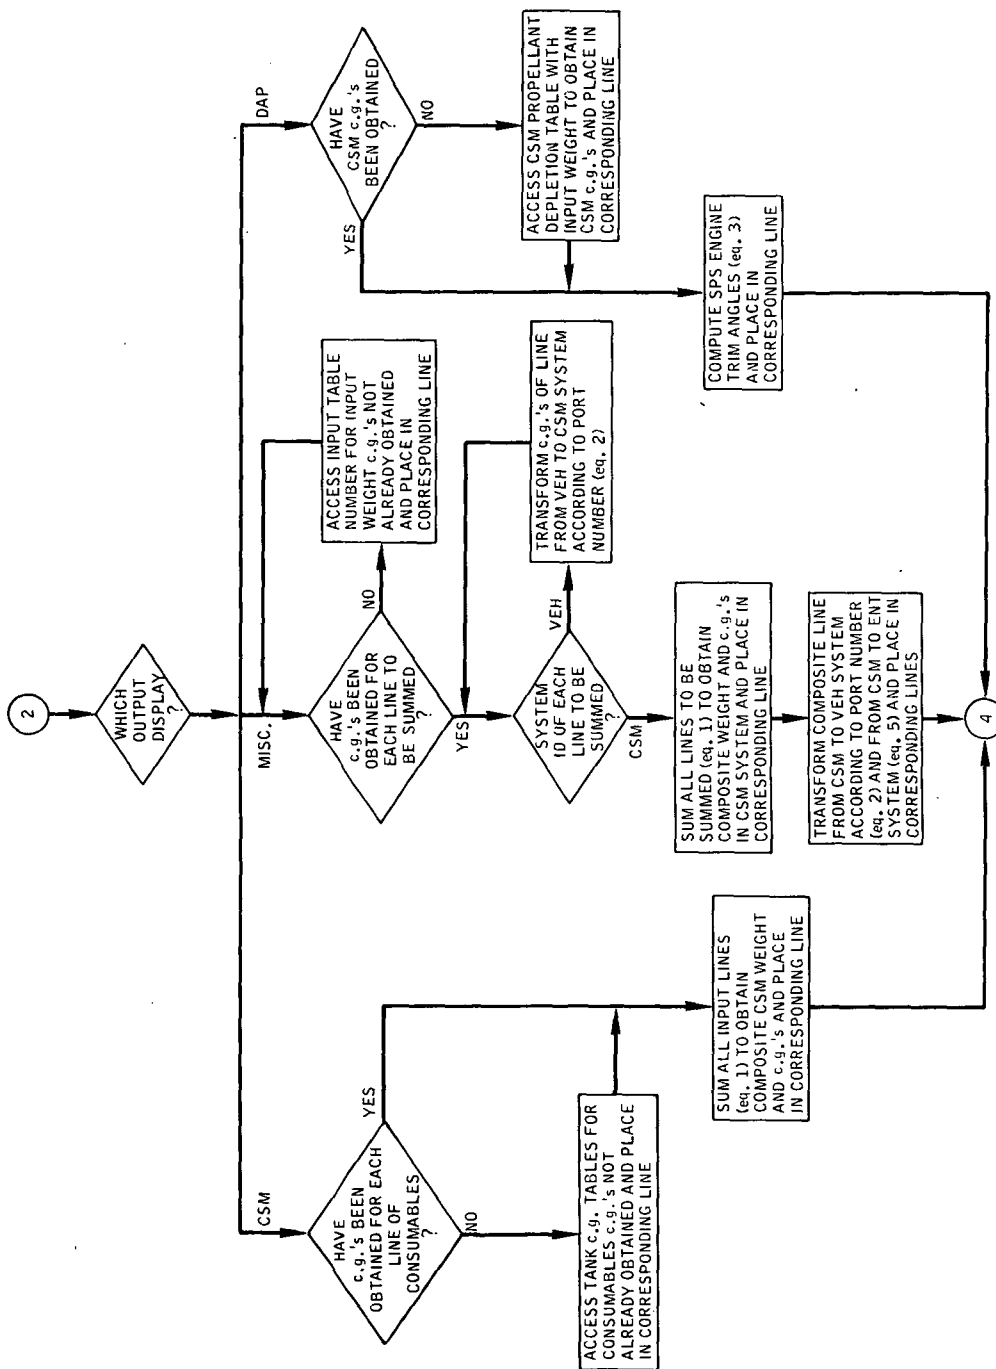 2
WHICH
OUTPUT
DISPLAY
?
CSM
HAVE
c.g.'s BEEN
OBTAINED FOR EACH
LINE OF
CONSUMABLES
?
YES
NO
ACCESS TANK c.g. TABLES FOR
CONSUMABLES c.g.'s NOT
ALREADY OBTAINED AND PLACE
IN CORRESPONDING LINE
SUM ALL INPUT LINES
(eq. 1) TO OBTAIN
COMPOSITE CSM WEIGHT
AND c.g.'s AND PLACE
IN CORRESPONDING LINE
MISC.
HAVE
c.g.'s BEEN
OBTAINED FOR
EACH LINE TO
BE SUMMED
?
NO
ACCESS INPUT TABLE
NUMBER FOR INPUT
WEIGHT c.g.'s NOT
ALREADY OBTAINED
AND PLACE IN
CORRESPONDING LINE
YES
SYSTEM
ID OF EACH
LINE TO BE
SUMMED
?
VEH
TRANSFORM c.g.'s OF LINE
FROM VEH TO CSM SYSTEM
ACCORDING TO PORT
NUMBER (eq. 2)
CSM
SUM ALL LINES TO BE
SUMMED (eq. 1) TO OBTAIN
COMPOSITE WEIGHT AND c.g.'s
IN CSM SYSTEM AND PLACE IN
CORRESPONDING LINE
TRANSFORM COMPOSITE LINE
FROM CSM TO VEH SYSTEM
ACCORDING TO PORT NUMBER
(eq. 2) AND FROM CSM TO ENT
SYSTEM (eq. 5) AND PLACE IN
CORRESPONDING LINES
DAP
HAVE
CSM c.g.'s
BEEN OBTAINED
?
YES
NO
ACCESS CSM PROPELLANT
DEPLETION TABLE WITH
INPUT WEIGHT TO OBTAIN
CSM c.g.'s AND PLACE IN
CORRESPONDING LINE
COMPUTE SPS ENGINE
TRIM ANGLES (eq. 3)
AND PLACE IN
CORRESPONDING LINE
4